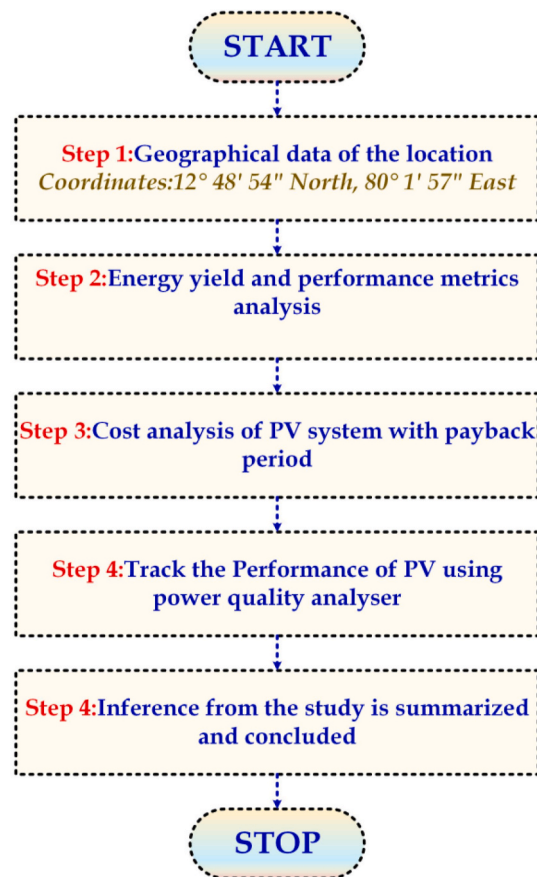 START
Step 1:Geographical data of the location
Coordinates:12° 48' 54" North, 80° 1' 57" East
Step 2:Energy yield and performance metrics
analysis
Step 3:Cost analysis of PV system with payback
period
Step 4:Track the Performance of PV using
power quality analyser
Step 4:Inference from the study is summarized
and concluded
STOP